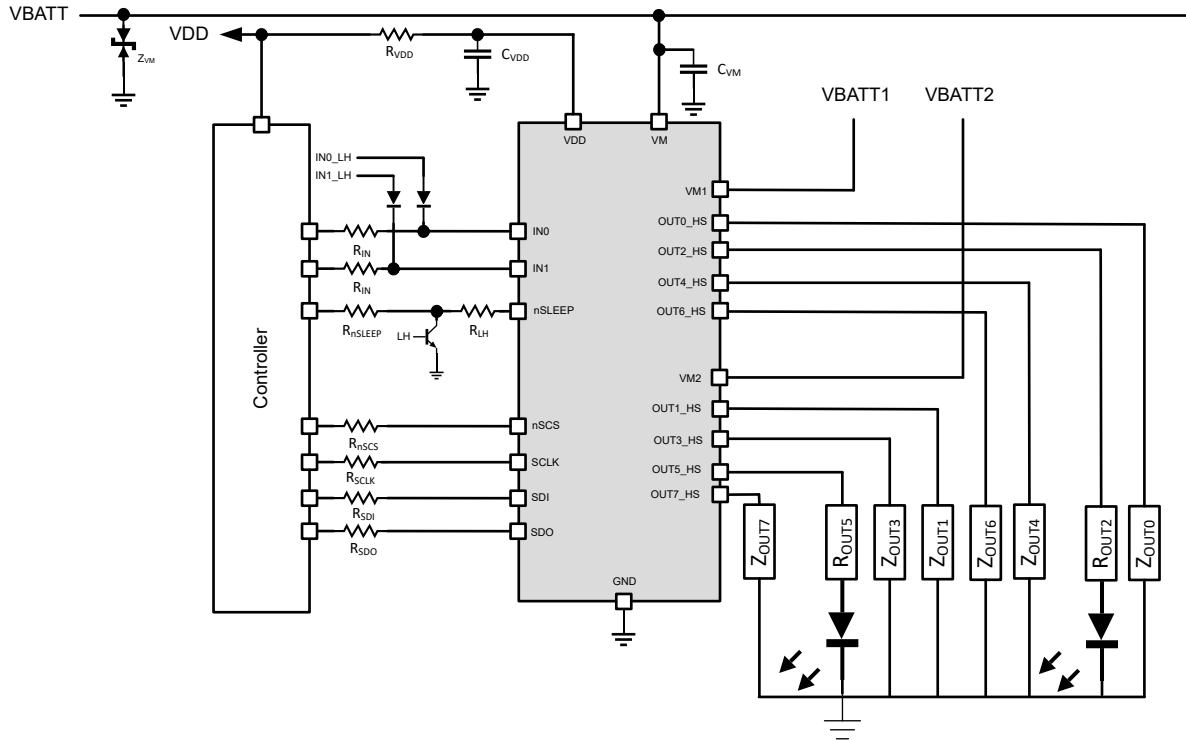 VBATT
VDD
ZVM
RVDD
CVDD
CVM
VBATT1
VBATT2
VDD
VM
IN0_LH
IN1_LH
VM1
OUT0_HS
RIN
IN0
OUT2_HS
RIN
IN1
OUT4_HS
RnSLEEP
LH
RLH
nSLEEP
OUT6_HS
Controller
VM2
OUT1_HS
RnSCS
nSCS
OUT3_HS
RSCLK
SCLK
OUT5_HS
RSDI
SDI
OUT7_HS
RSDO
SDO
ZOUT7
ROUT5
ZOUT3
ZOUT1
ZOUT6
ZOUT4
ROUT2
ZOUT0
GND